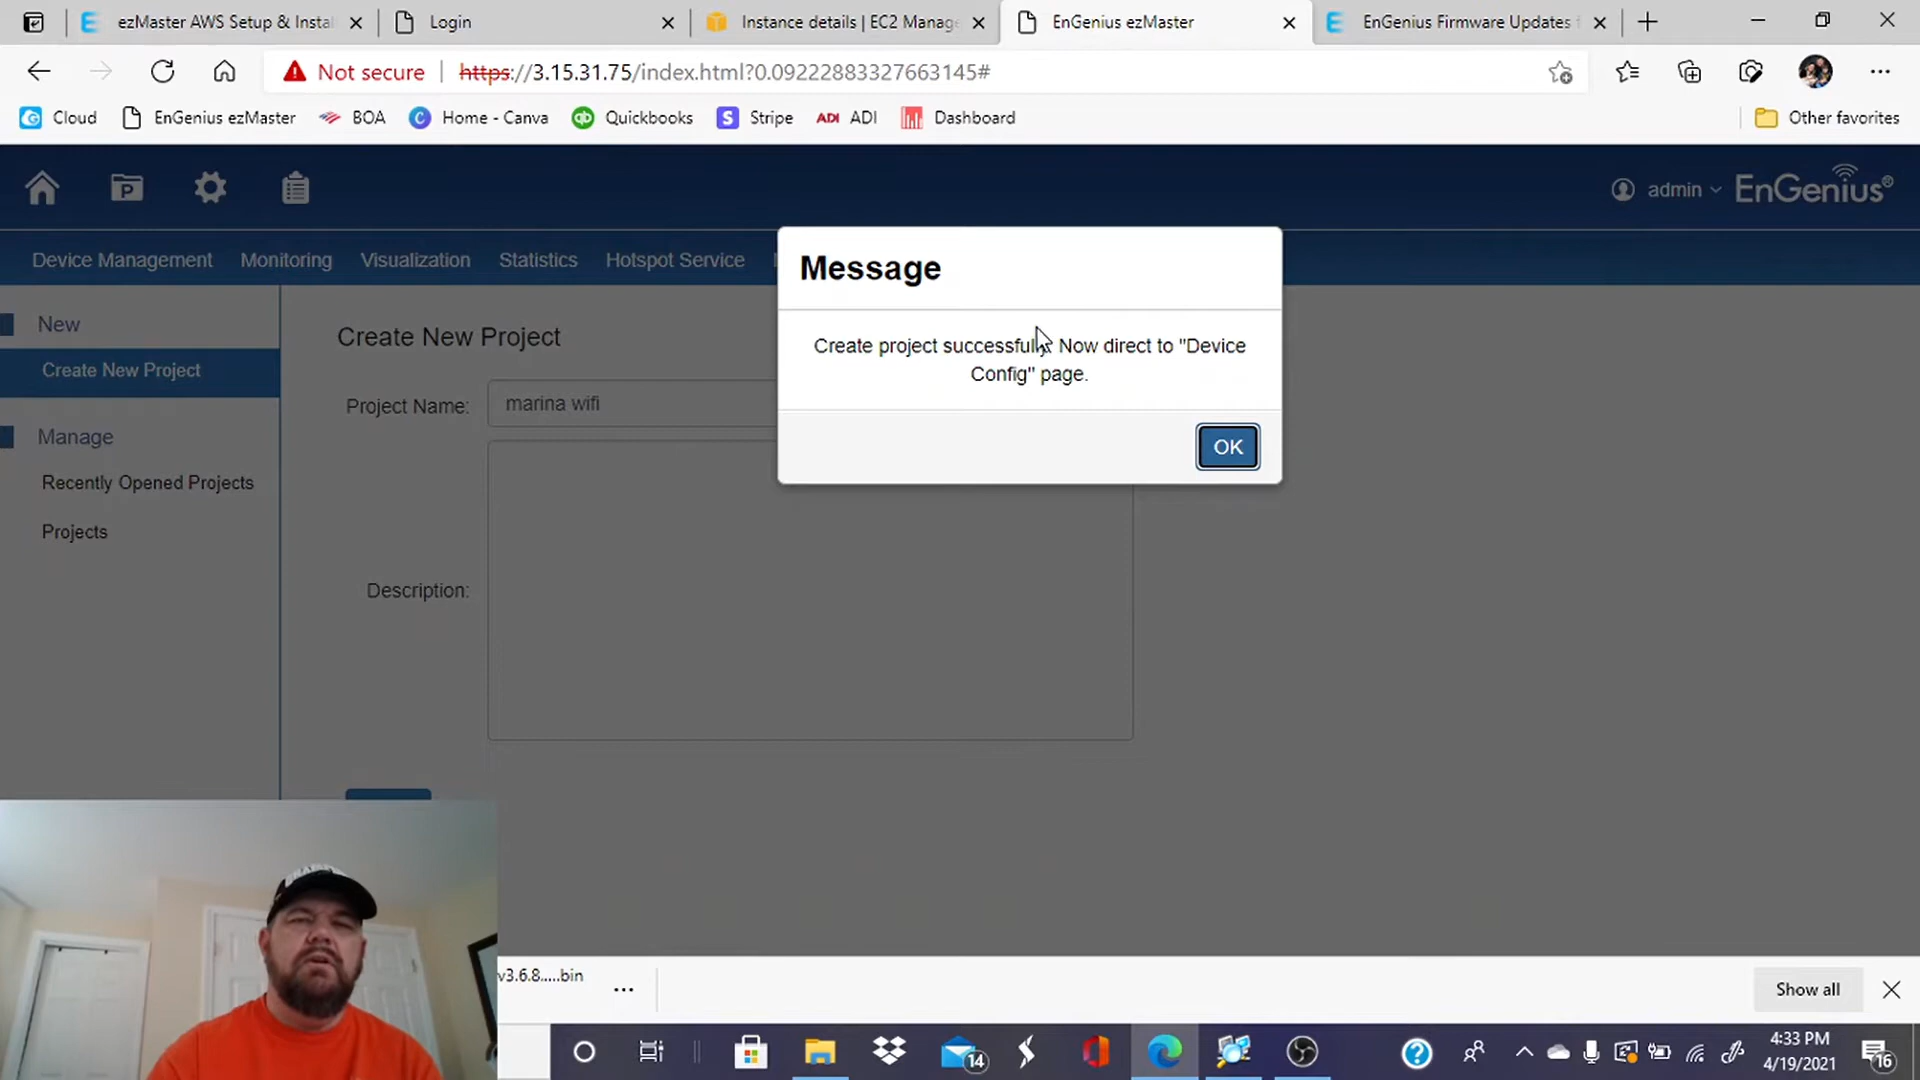 ezMaster AWS Setup & Instal
Login
Instance details | EC2 Manage
EnGenius ezMaster
EnGenius Firmware Updates
Not secure
https://3.15.31.75/index.html?0.09222883327663145#
Cloud
EnGenius ezMaster
BOA
Home - Canva
Quickbooks
Stripe
ADI
ADI
Dashboard
Other favorites
admin
EnGenius®
Device Management
Monitoring
Visualization
Statistics
Hotspot Service
Message
Create project successfully. Now direct to "Device
Config" page.
OK
New
Create New Project
Manage
Recently Opened Projects
Projects
Create New Project
Project Name:
marina wifi
Description:
v3.6.8.....bin
Show all
14
4:33 PM
4/19/2021
16